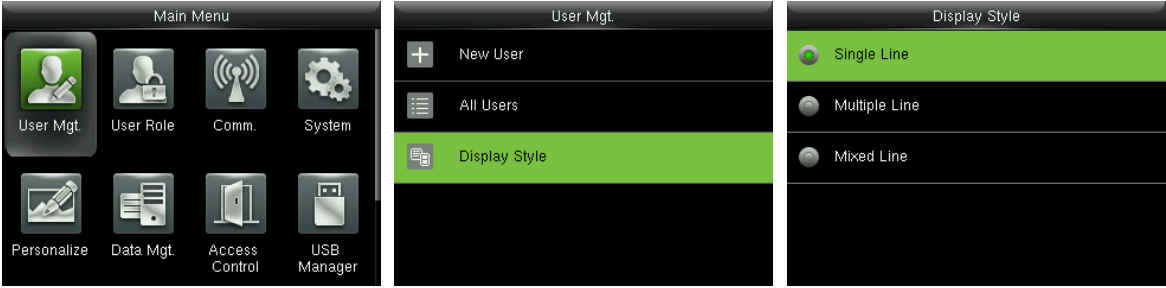 Main Menu
User Mgt.
User Role
Comm.
System
Personalize
Data Mgt.
Access
Control
USB
Manager
User Mgt.
New User
All Users
Display Style
Display Style
Single Line
Multiple Line
Mixed Line